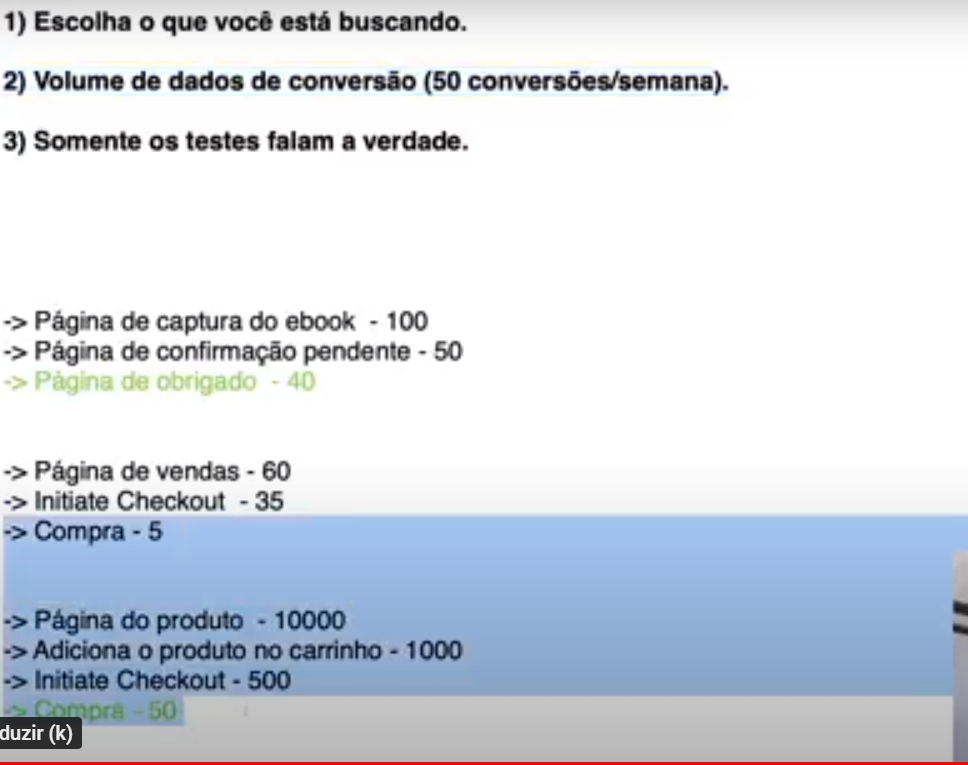 1) Escolha o que você está buscando.
2) Volume de dados de conversão (50 conversões/semana).
3) Somente os testes falam a verdade.
-> Página de captura do ebook - 100
-> Página de confirmação pendente - 50
-> Página de obrigado - 40
-> Página de vendas - 60
-> Initiate Checkout - 35
-> Compra - 5
-> Página do produto - 10000
-> Adiciona o produto no carrinho - 1000
-> Initiate Checkout - 500
-> Compra - 50
duzir (k)